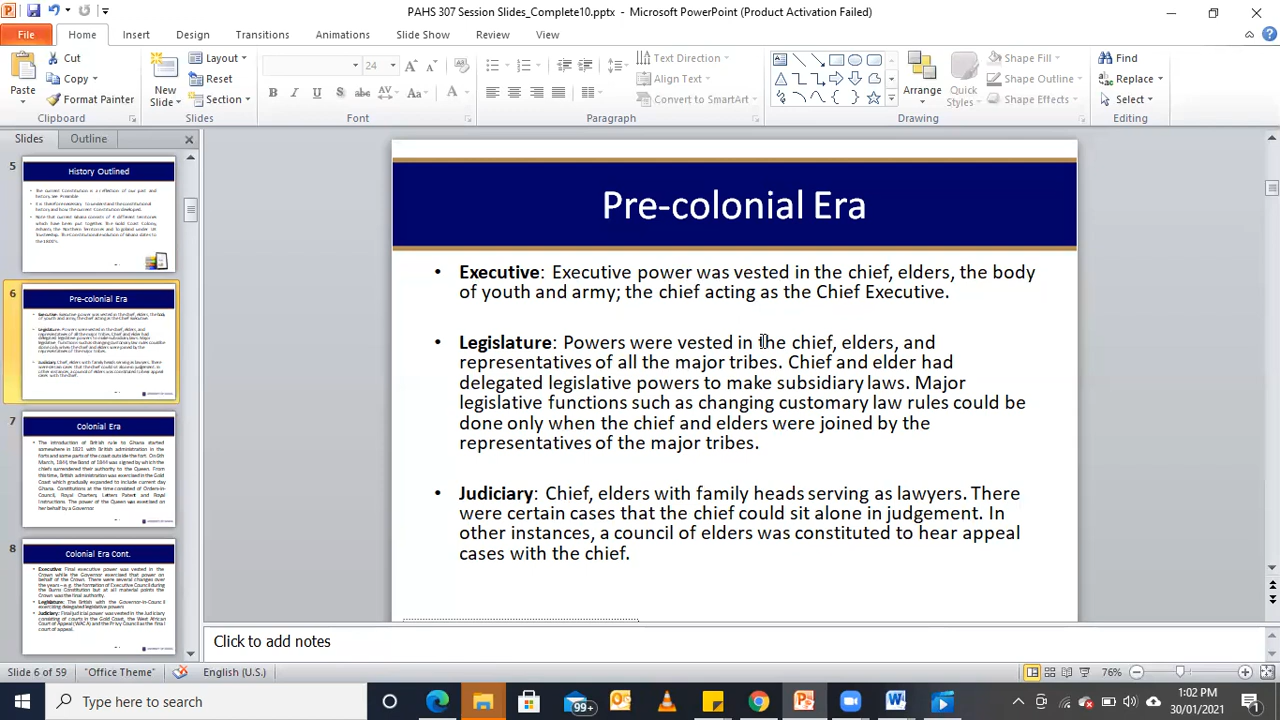 PAHS 307 Session Slides_Complete10.pptx - Microsoft PowerPoint (Product Activation Failed)
File Home Insert Design Transitions Animations Slide Show Review View
Cut
Copy
Format Painter
Paste
Clipboard
New Slide
Layout
Reset
Section
Slides
24
Font
Text Direction
Align Text
Convert to SmartArt
Paragraph
Arrange
Quick Styles
Shape Fill
Shape Outline
Shape Effects
Drawing
Find
Replace
Select
Editing
Slides Outline
5
History Outlined
6
Pre-colonial Era
7
Colonial Era
8
Colonial Era Cont.
Pre-colonial Era
• Executive: Executive power was vested in the chief, elders, the body
of youth and army; the chief acting as the Chief Executive.
• Legislature: Powers were vested in the chief, elders, and
representatives of all the major tribes. Chief and elder had
delegated legislative powers to make subsidiary laws. Major
legislative functions such as changing customary law rules could be
done only when the chief and elders were joined by the
representatives of the major tribes.
• Judiciary: Chief, elders with family heads serving as lawyers. There
were certain cases that the chief could sit alone in judgement. In
other instances, a council of elders was constituted to hear appeal
cases with the chief.
Click to add notes
Slide 6 of 59 "Office Theme" English (U.S.) 76%
Type here to search
99+
1:02 PM
30/01/2021
1